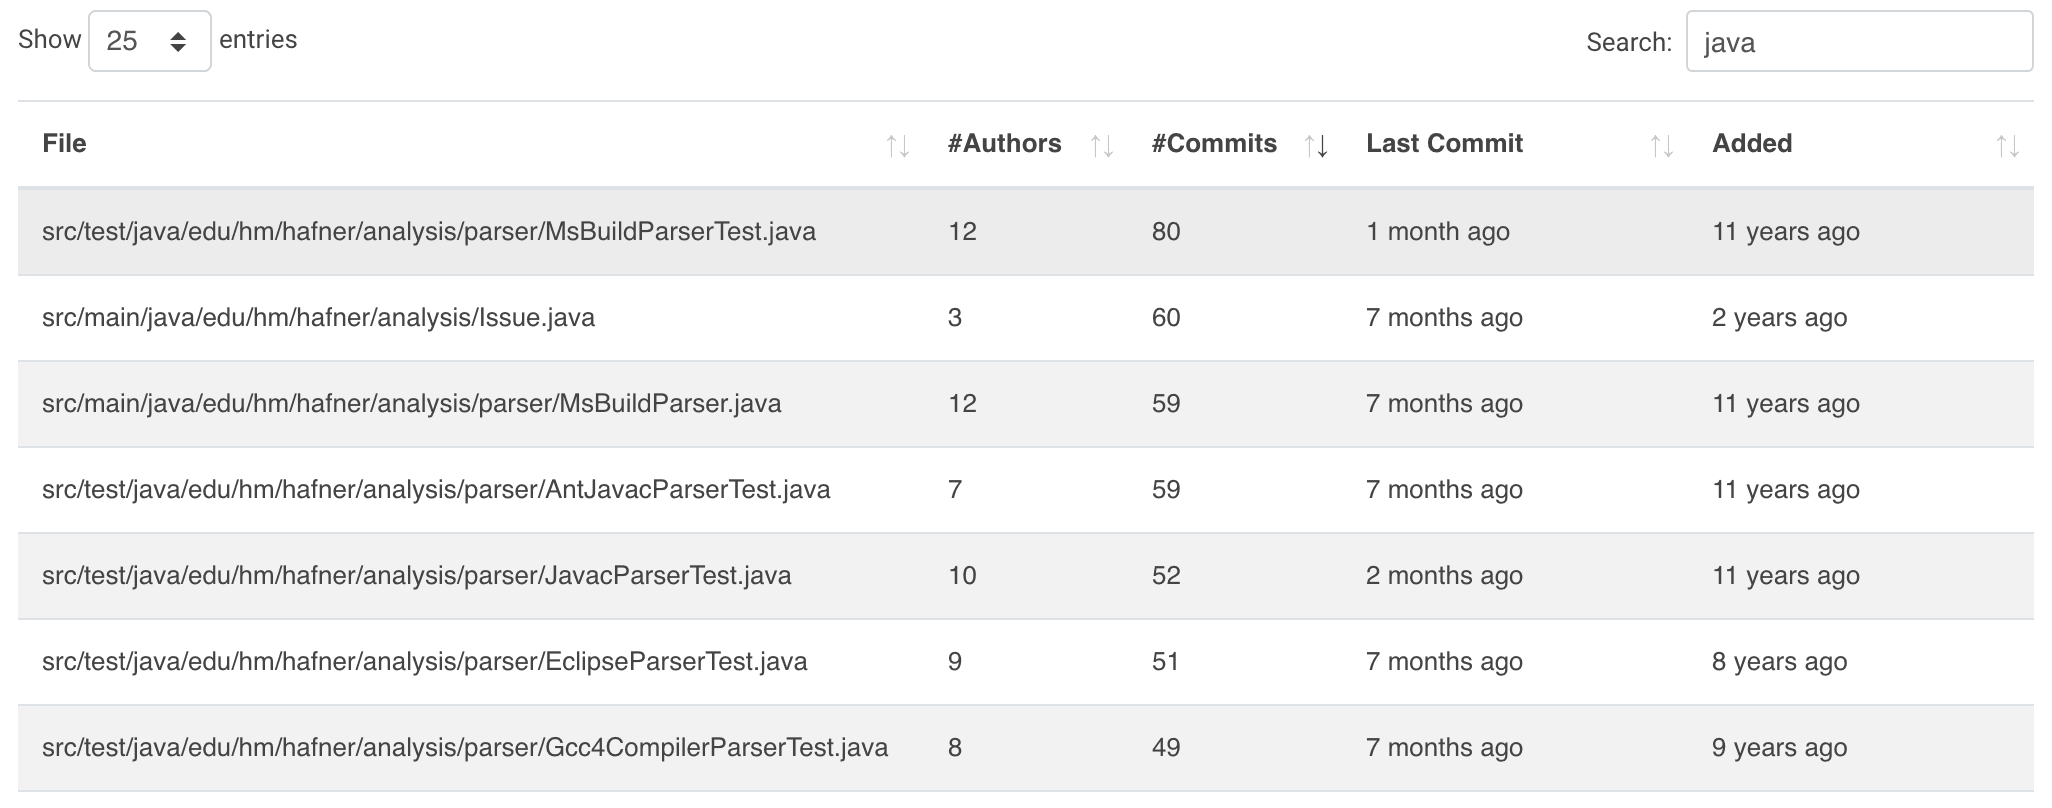 Show 25 entries Search: java
File #Authors #Commits Last Commit Added
src/test/java/edu/hm/hafner/analysis/parser/MsBuildParserTest.java 12 80 1 month ago 11 years ago
src/main/java/edu/hm/hafner/analysis/Issue.java 3 60 7 months ago 2 years ago
src/main/java/edu/hm/hafner/analysis/parser/MsBuildParser.java 12 59 7 months ago 11 years ago
src/test/java/edu/hm/hafner/analysis/parser/AntJavacParserTest.java 7 59 7 months ago 11 years ago
src/test/java/edu/hm/hafner/analysis/parser/JavacParserTest.java 10 52 2 months ago 11 years ago
src/test/java/edu/hm/hafner/analysis/parser/EclipseParserTest.java 9 51 7 months ago 8 years ago
src/test/java/edu/hm/hafner/analysis/parser/Gcc4CompilerParserTest.java 8 49 7 months ago 9 years ago